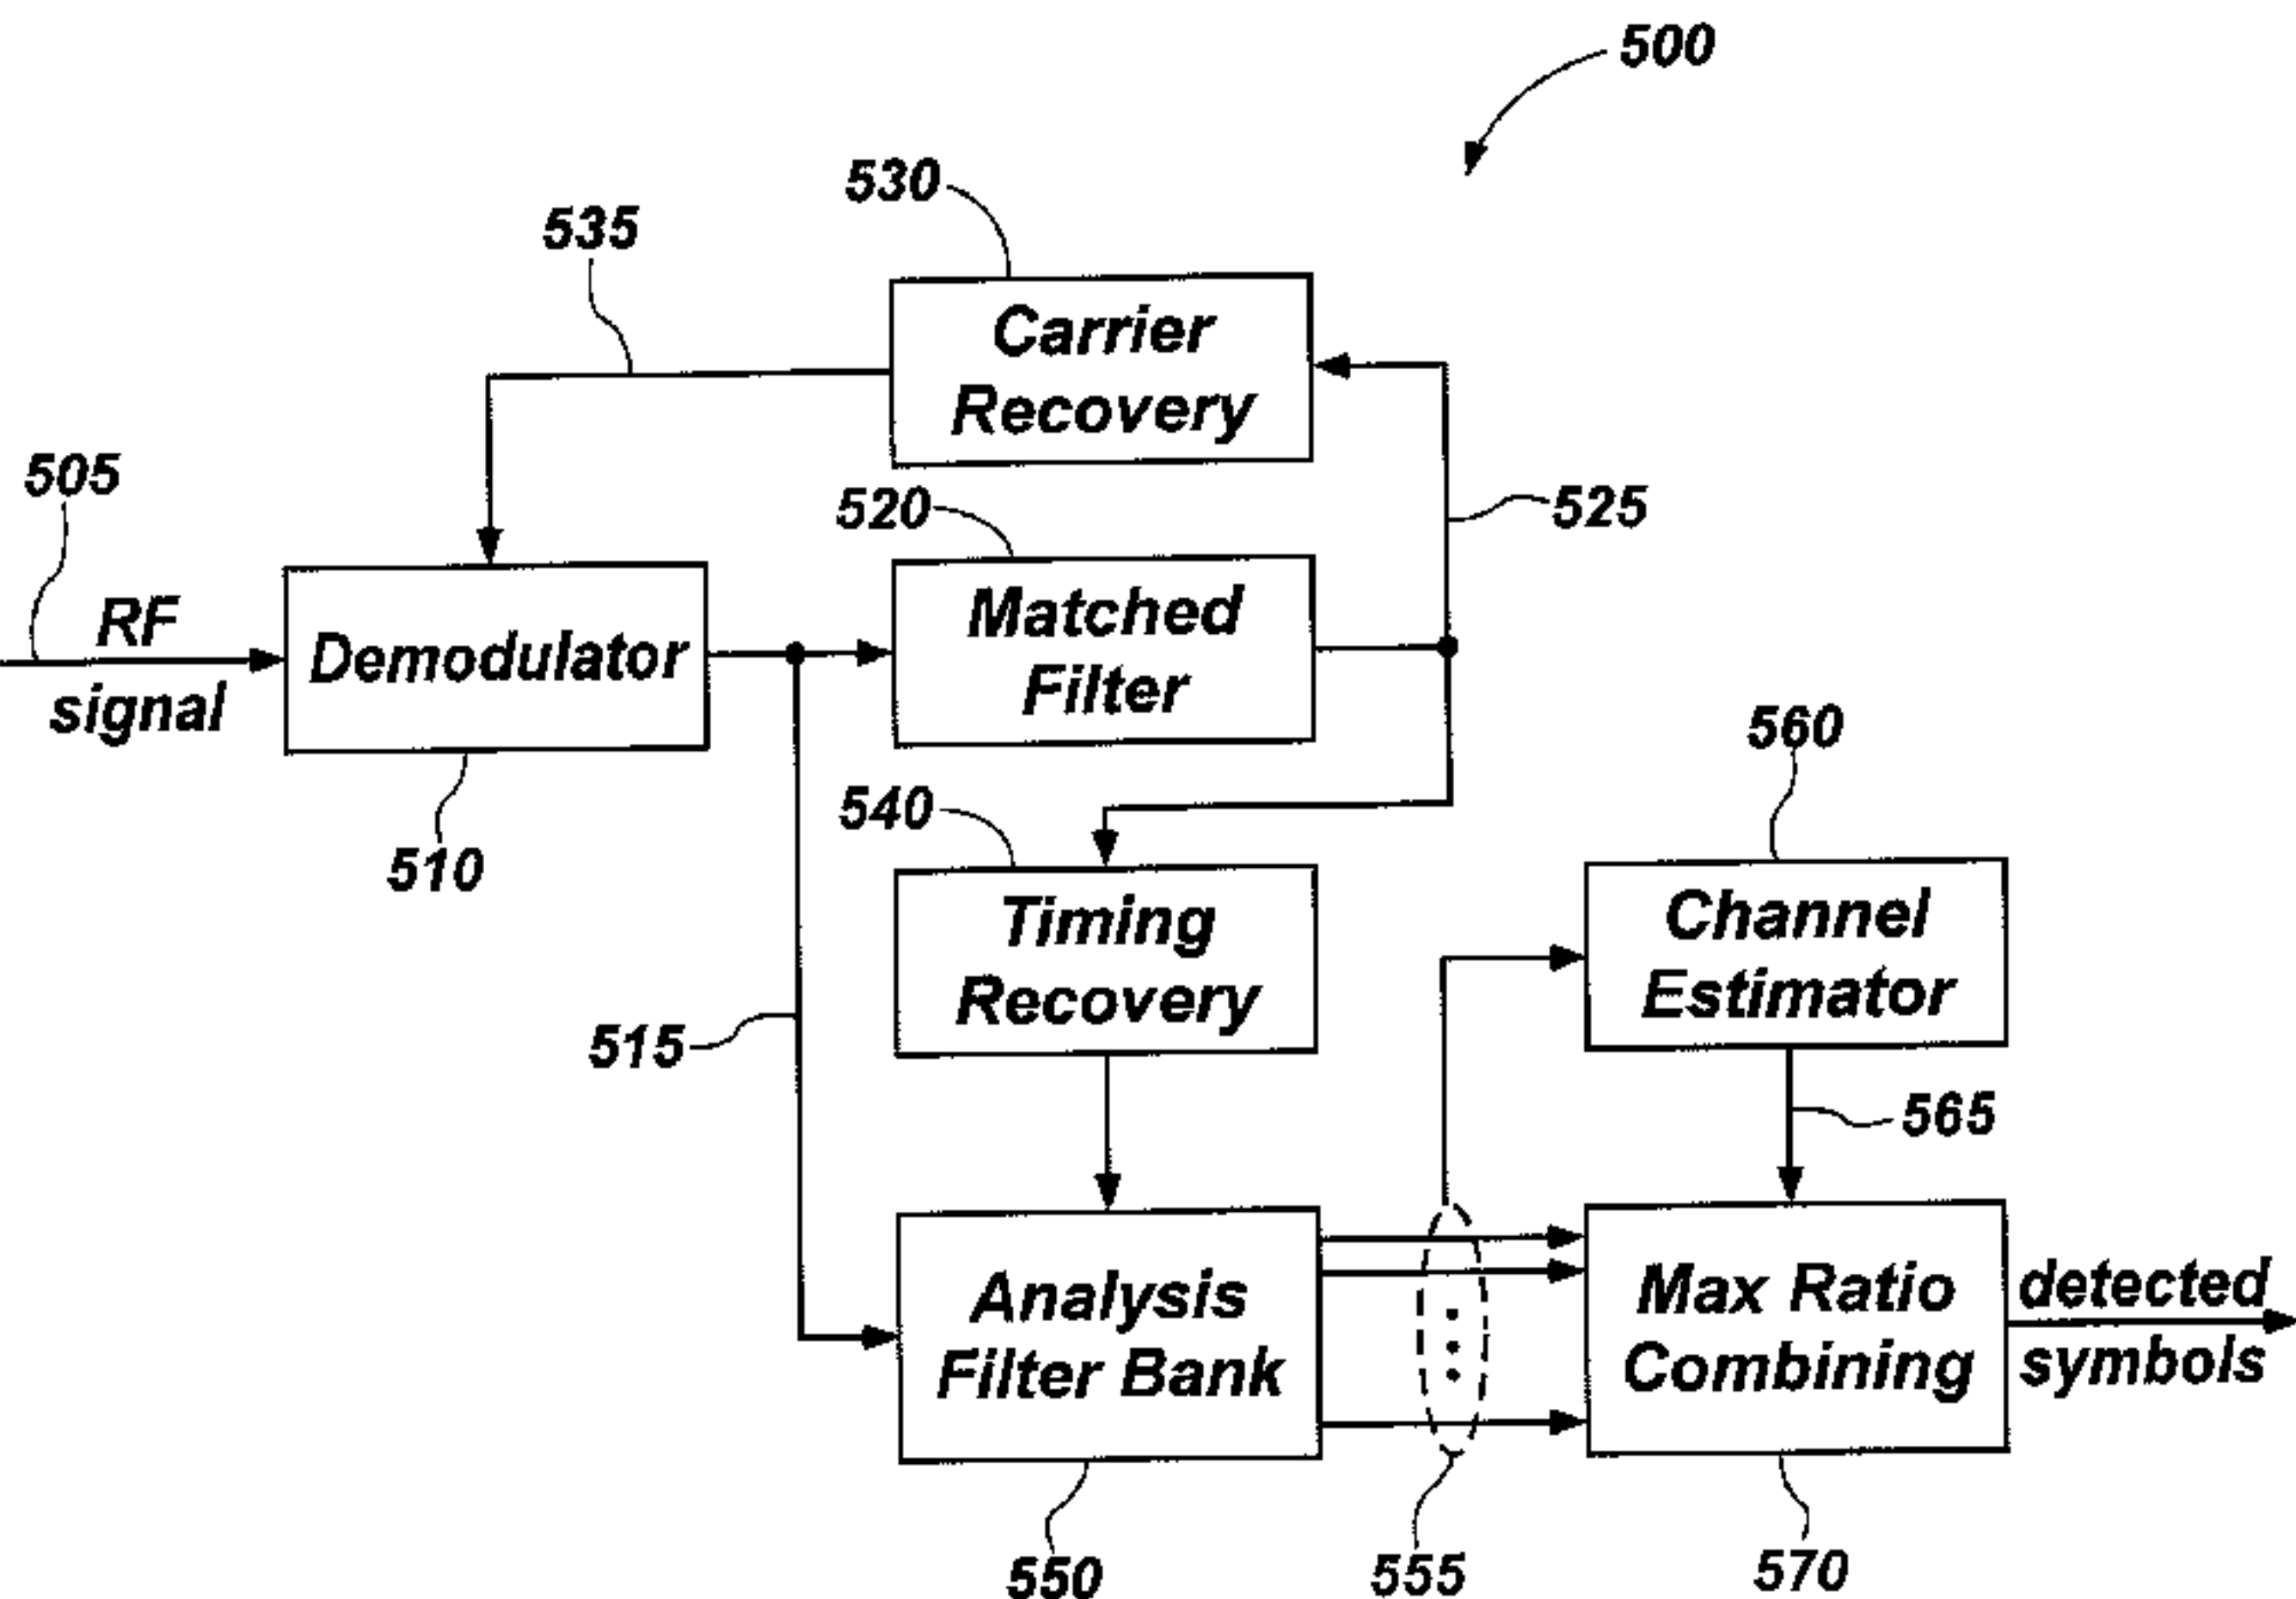 500
530
535
Carrier
Recovery
505
520
525
RF
signal
Demodulator
Matched
Filter
510
540
560
Timing
Recovery
Channel
Estimator
515
565
Analysis
Filter Bank
Max Ratio
Combining
detected
symbols
550
555
570